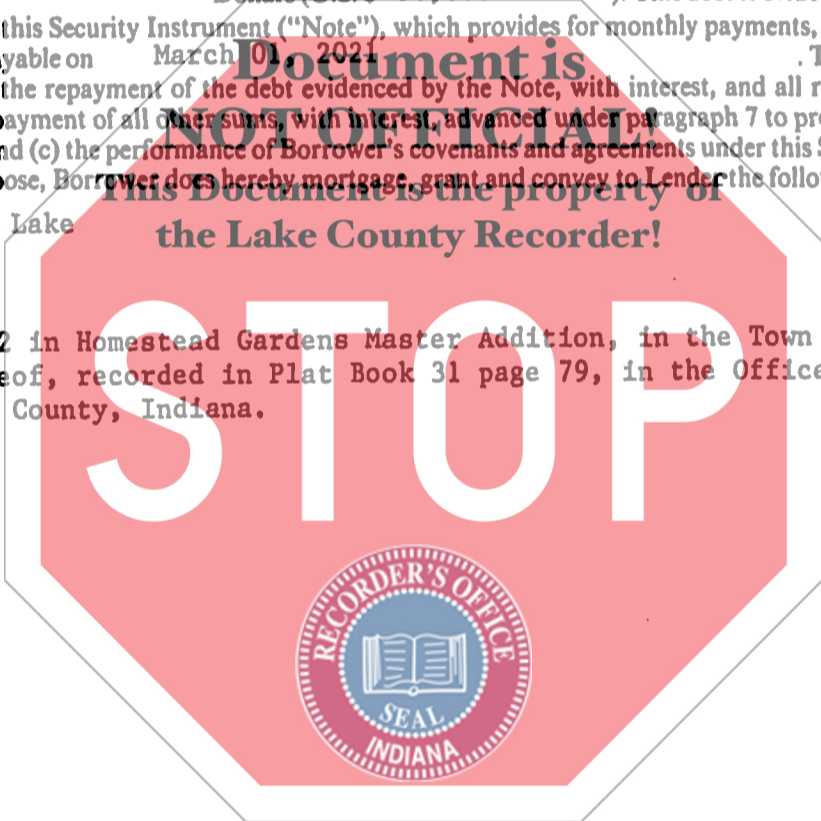 this Security Instrument (“Note”), which provides for monthly payments,
yable on March 01, 2021 . T
Document is
the repayment of the debt evidenced by the Note, with interest, and all r
ayment of all other sums, with interest, advanced under paragraph 7 to pr
NOT OFFICIAL!
nd (c) the performance of Borrower's covenants and agreements under this S
ose, Borrower does hereby mortgage, grant and convey to Lender the follo
This Document is the property of
Lake
the Lake County Recorder!
2 in Homestead Gardens Master Addition, in the Town
eof, recorded in Plat Book 31 page 79, in the Office
County, Indiana.
STOP
RECORDER'S OFFICE
SEAL
INDIANA